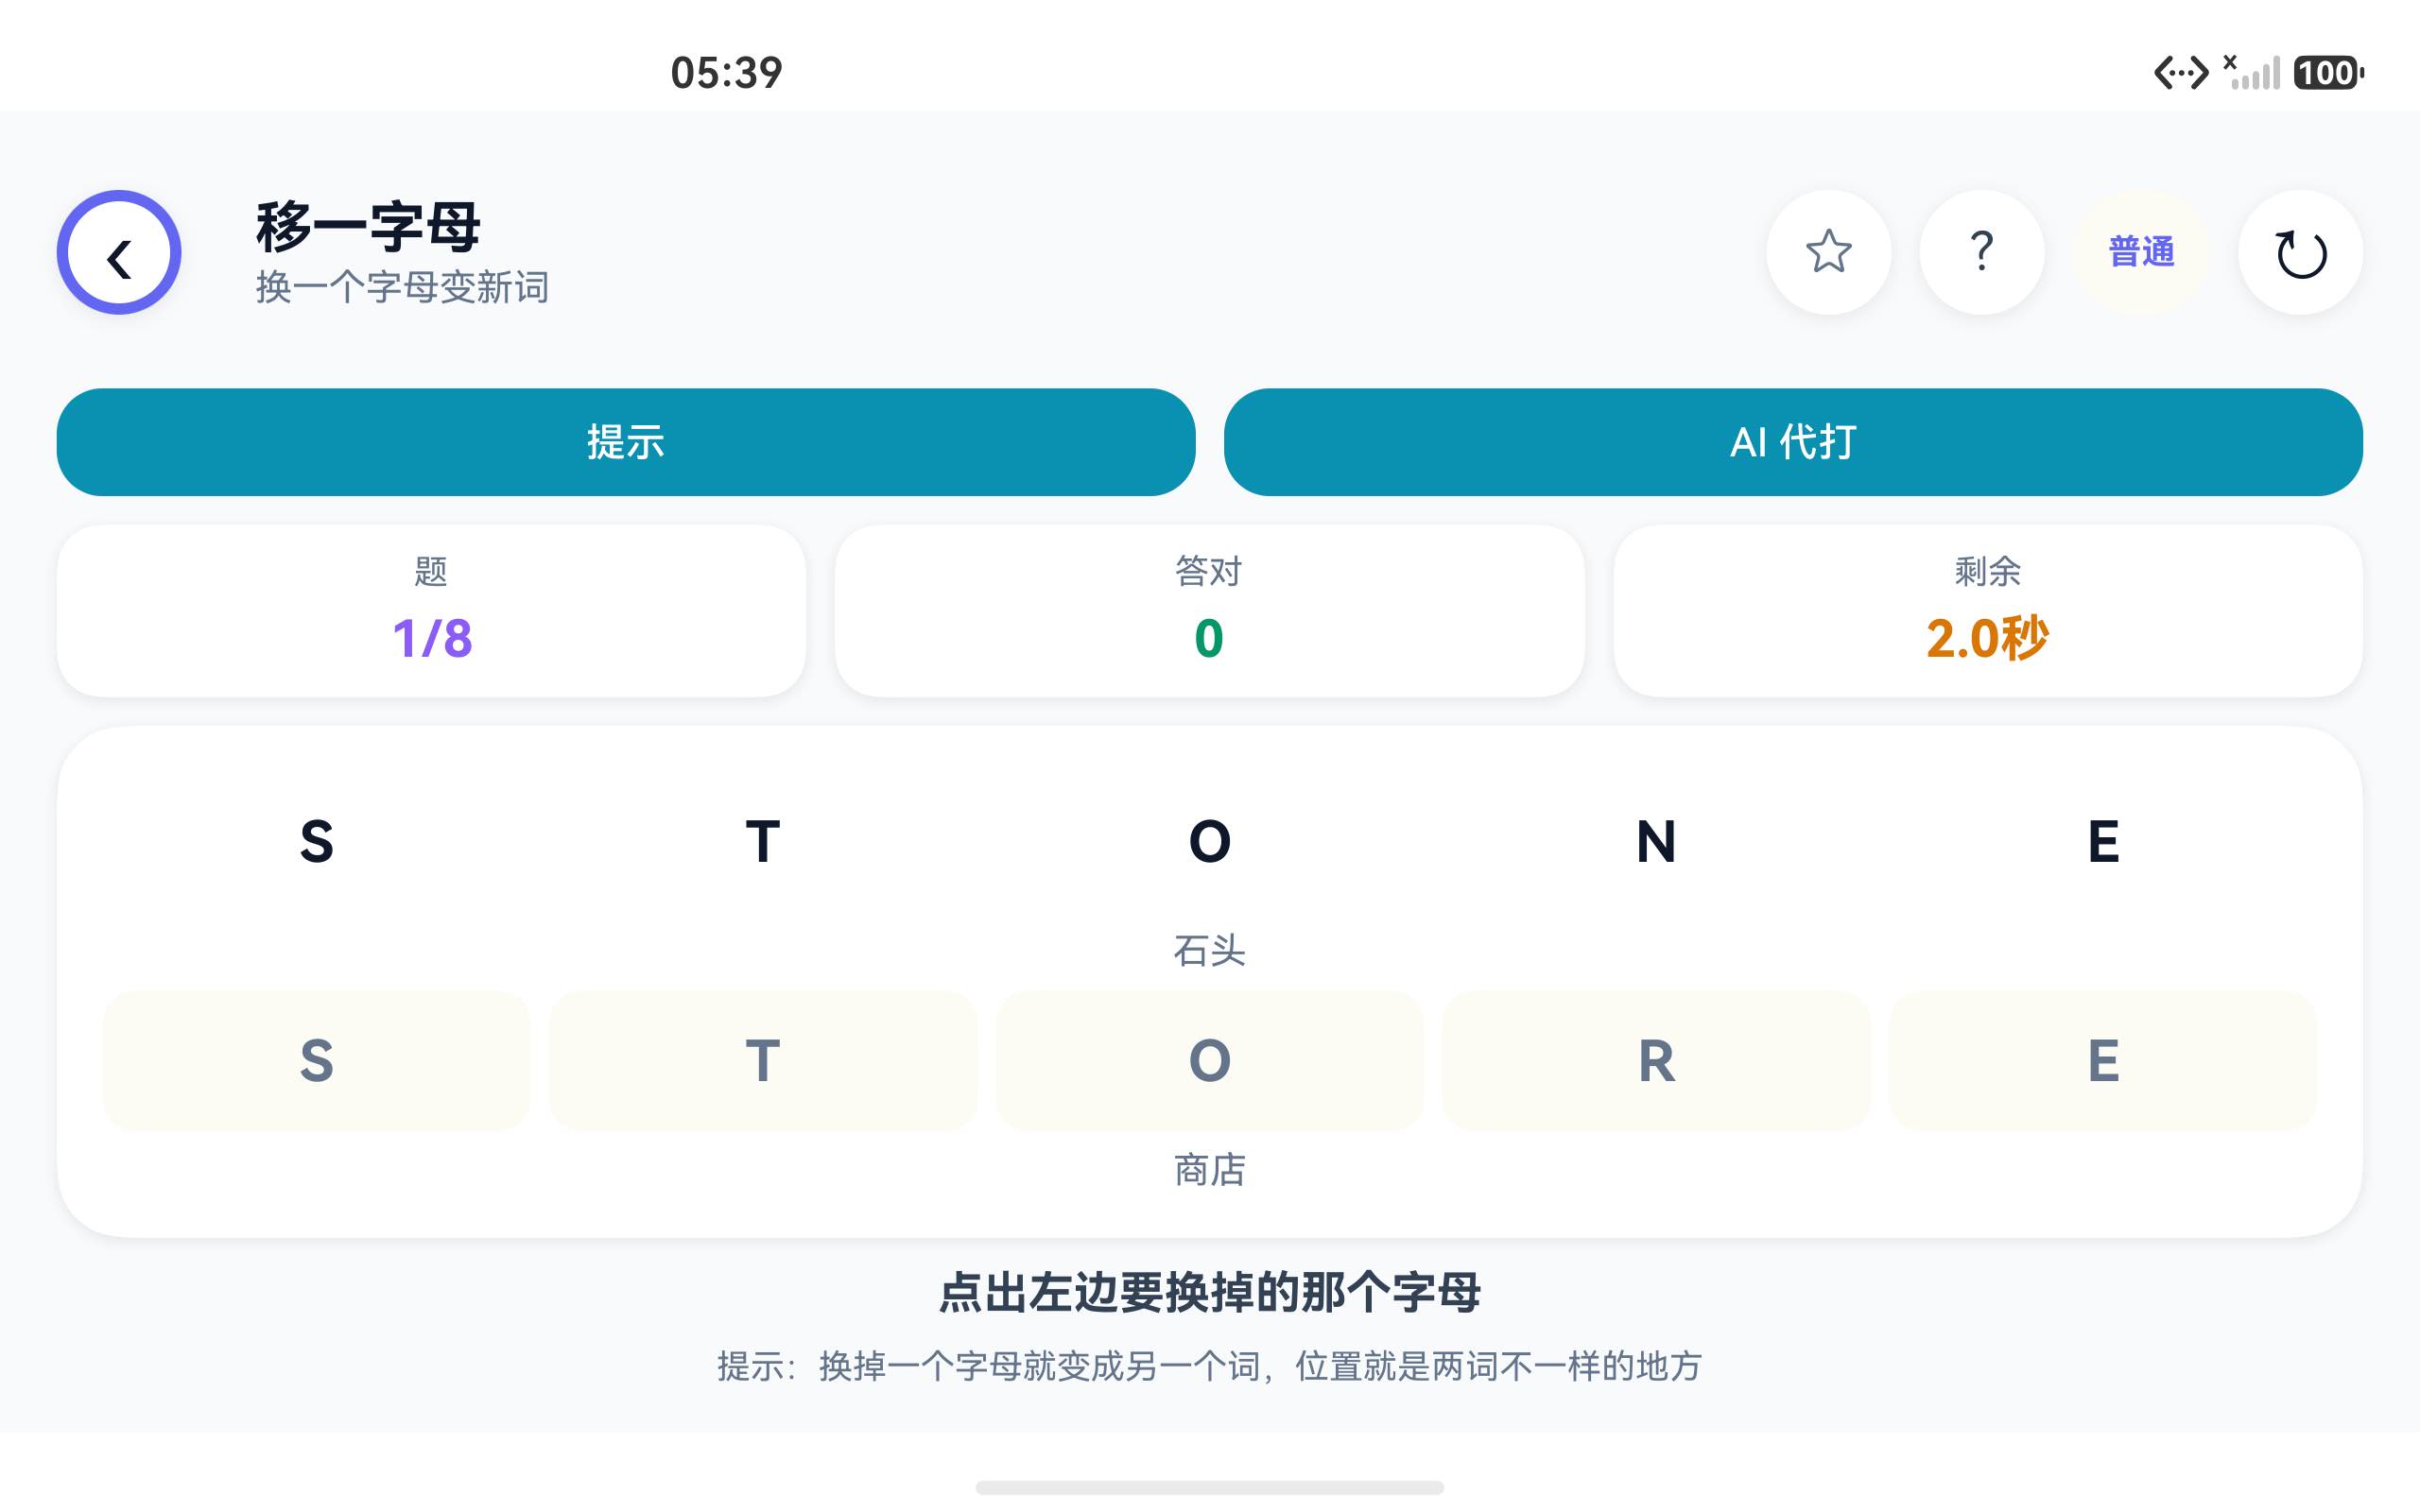 05:39
100
移一字母
换一个字母变新词
?
普通
提示
AI 代打
题
答对
剩余
1/8
0
2.0秒
S T O N E
石头
S T O R E
商店
点出左边要换掉的那个字母
提示：换掉一个字母就变成另一个词，位置就是两词不一样的地方